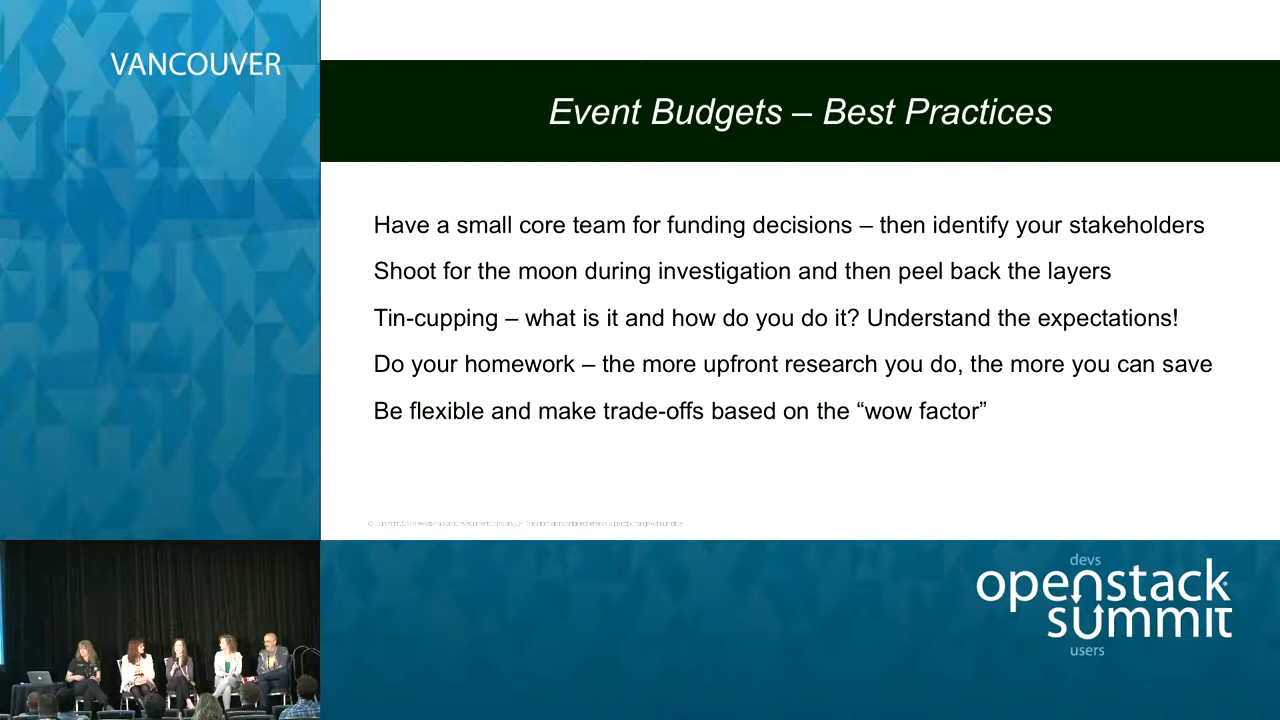 VANCOUVER
Event Budgets – Best Practices
Have a small core team for funding decisions – then identify your stakeholders
Shoot for the moon during investigation and then peel back the layers
Tin-cupping – what is it and how do you do it? Understand the expectations!
Do your homework – the more upfront research you do, the more you can save
Be flexible and make trade-offs based on the “wow factor”
devs
openstack
summit
users